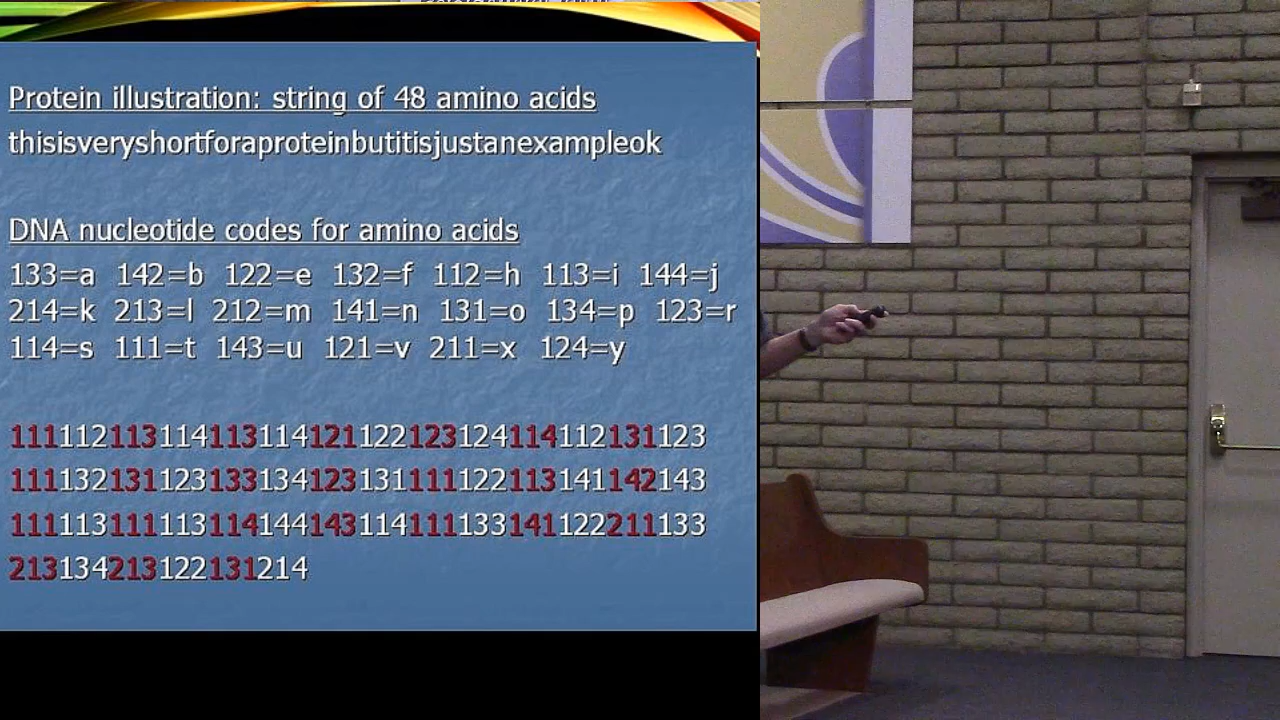 Protein illustration: string of 48 amino acids
thisisveryshortforaproteinbutitisjustanexampleok
DNA nucleotide codes for amino acids
133=a 142=b 122=e 132=f 112=h 113=i 144=j
214=k 213=l 212=m 141=n 131=o 134=p 123=r
114=s 111=t 143=u 121=v 211=x 124=y
111112113114113114121122123124114112131123
111132131123133134123131111122113141142143
111113111113114144143114111133141122211133
213134213122131214